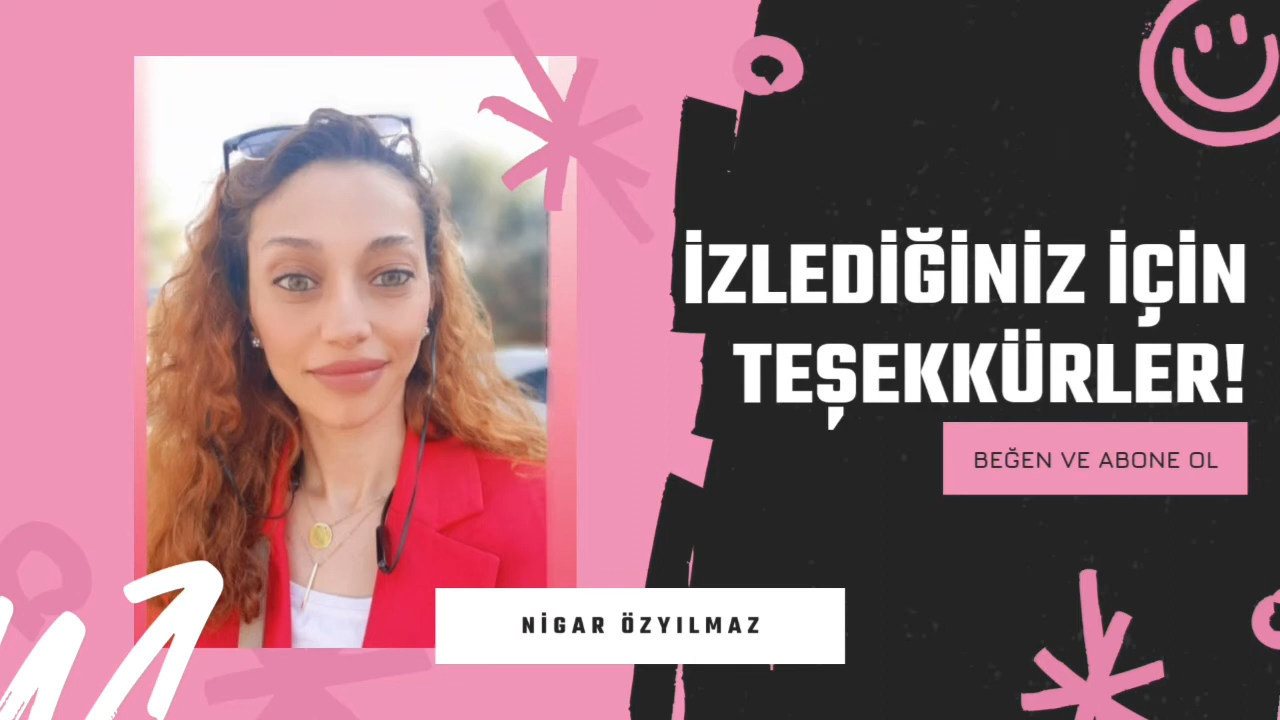 İZLEDİĞİNİZ İÇİN
TEŞEKKÜRLER!
BEĞEN VE ABONE OL
NİGAR ÖZYILMAZ